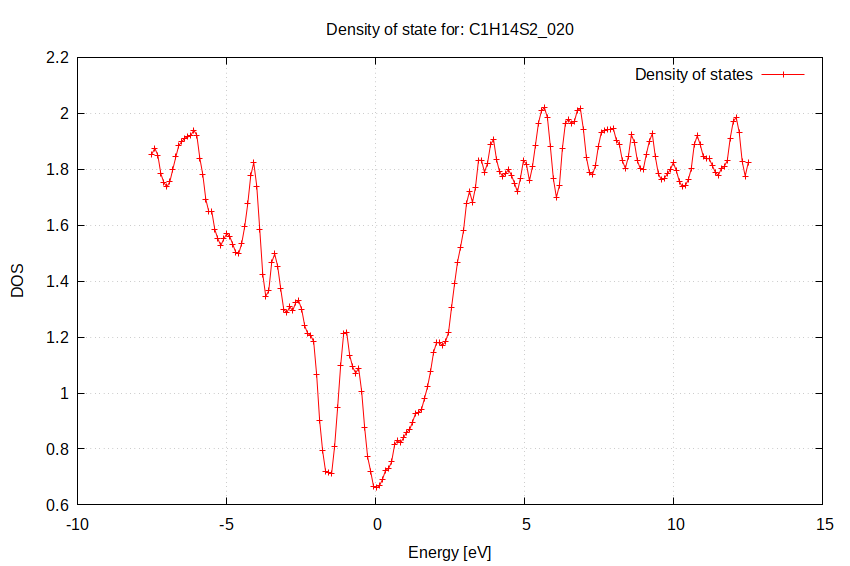 Density of state for: C1H14S2_020
Density of states
2.2
2
1.8
1.6
1.4
1.2
1
0.8
0.6
DOS
-10 -5 0 5 10 15
Energy [eV]